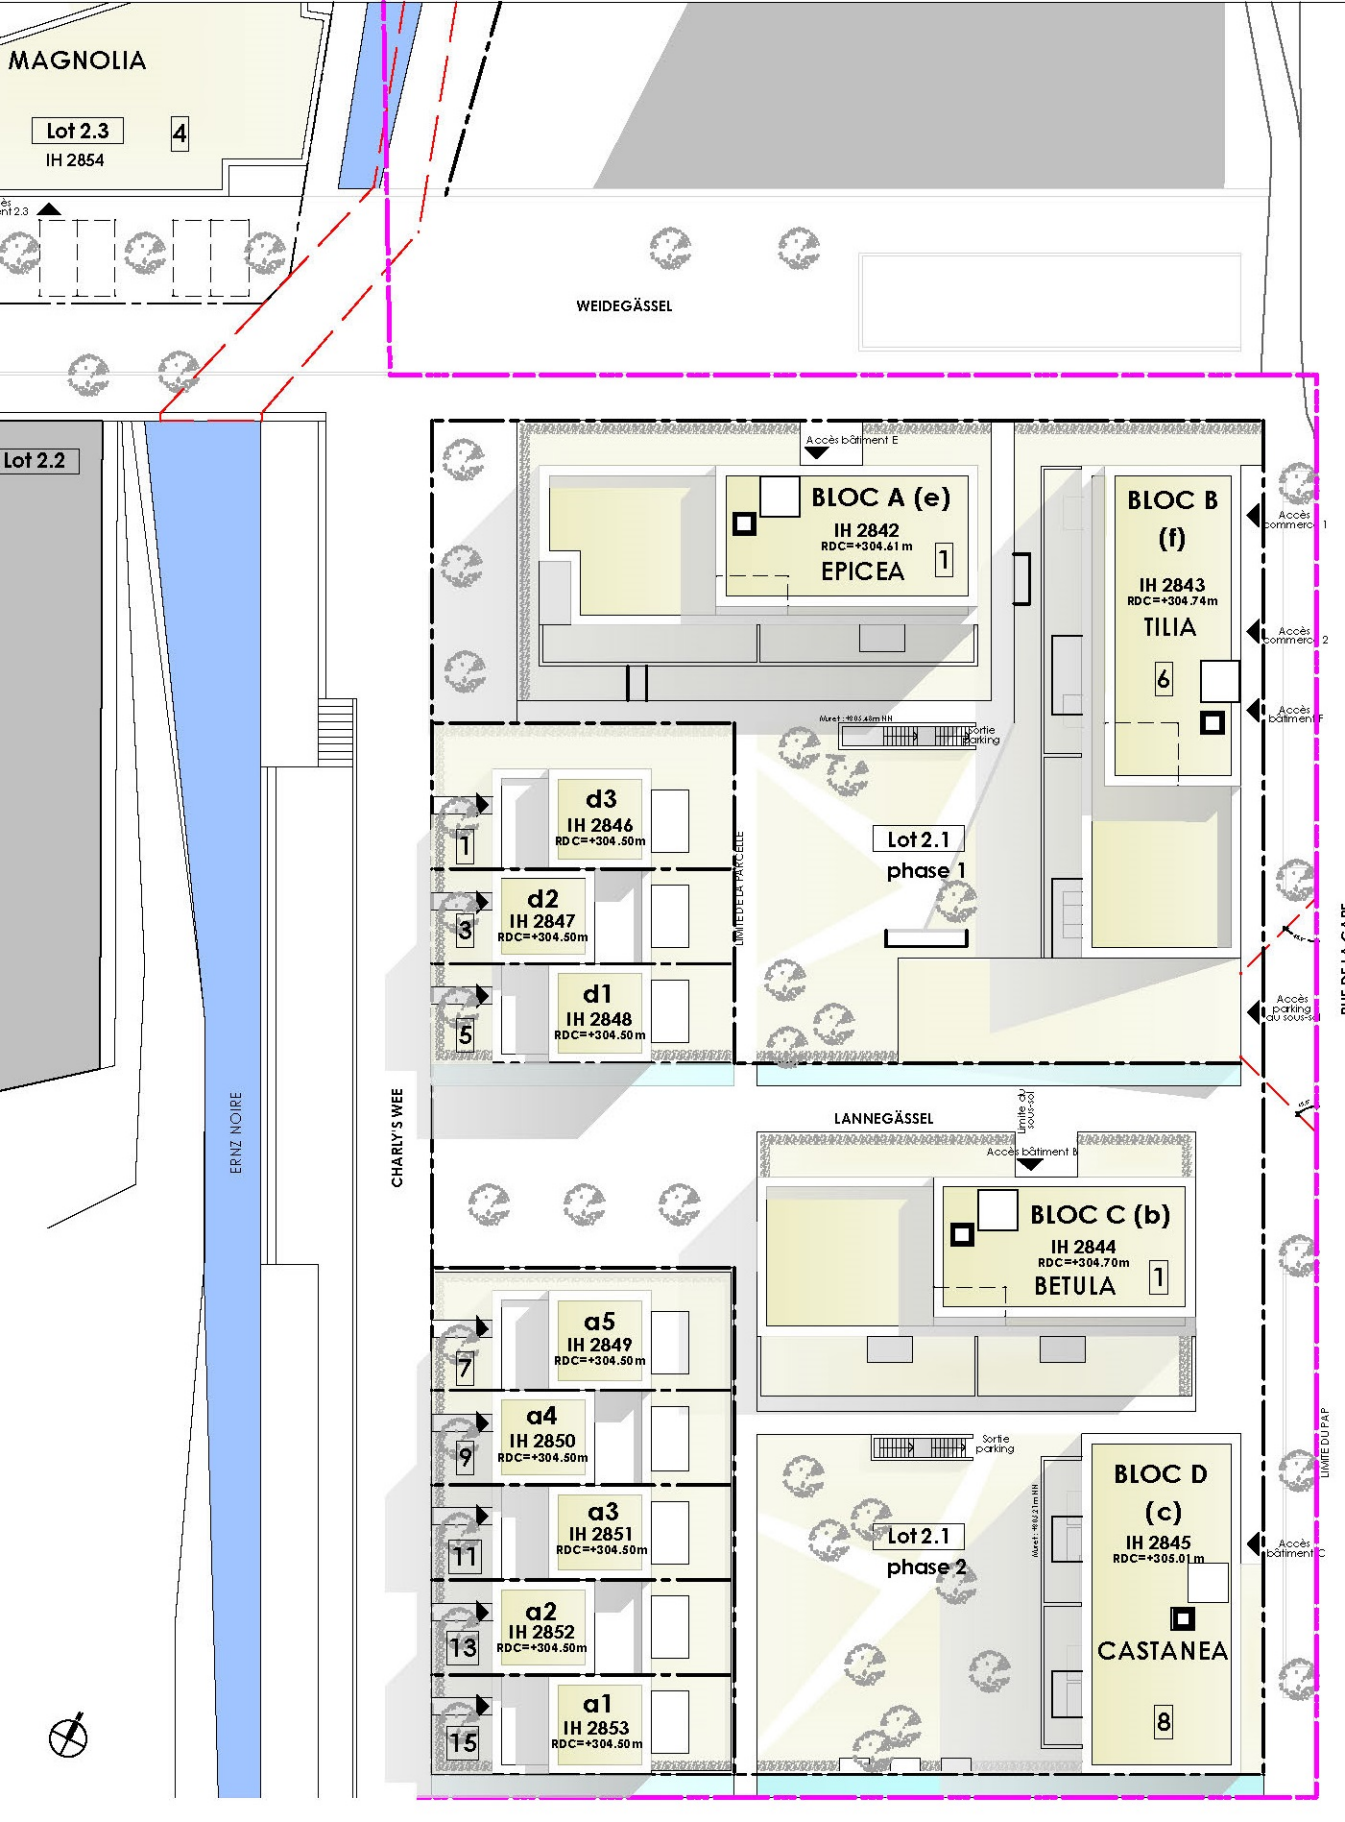 MAGNOLIA
Lot 2.3
4
IH 2854
Lot 2.2
WEIDEGÄSSEL
Accès bâtiment E
BLOC A (e)
IH 2842
RDC=+304.61 m
EPICEA
1
BLOC B
(f)
IH 2843
RDC=+304.74m
TILIA
6
Accès
commerce 1
Accès
commerce 2
Accès
bâtiment F
Sortie
parking
d3
IH 2846
RDC=+304.50m
1
d2
IH 2847
RDC=+304.50m
3
d1
IH 2848
RDC=+304.50m
5
LIMITE DE LA PARCELLE
Lot 2.1
phase 1
Accès
parking
au sous-sol
RUE DE LA GARE
ERNZ NOIRE
CHARLY'S WEE
LANNEGÄSSEL
Limite du
sous-sol
Accès bâtiment B
BLOC C (b)
IH 2844
RDC=+304.70m
BETULA
1
a5
IH 2849
RDC=+304.50m
7
a4
IH 2850
RDC=+304.50m
9
a3
IH 2851
RDC=+304.50m
11
a2
IH 2852
RDC=+304.50m
13
a1
IH 2853
RDC=+304.50m
15
Sortie
parking
Lot 2.1
phase 2
BLOC D
(c)
IH 2845
RDC=+305.01m
CASTANEA
8
Accès
bâtiment C
LIMITE DU PAP